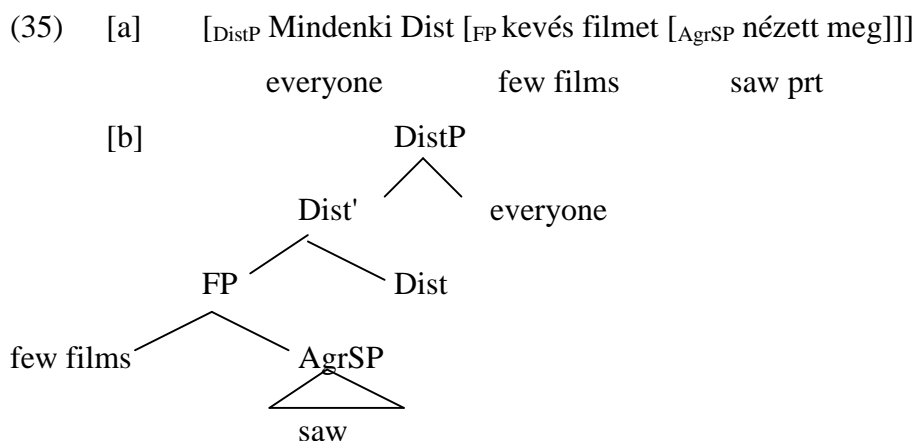 (35) [a] [DistP Mindenki Dist [FP kevés filmet [AgrSP nézett meg]]]
everyone few films saw prt
[b] DistP
Dist' everyone
FP Dist
few films AgrSP
saw